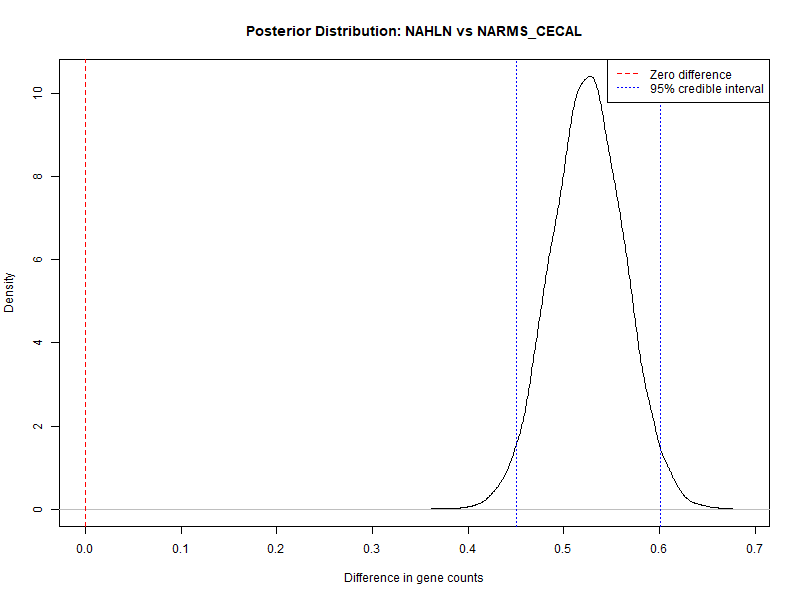 Posterior Distribution: NAHLN vs NARMS_CECAL
Zero difference
95% credible interval
10
8
6
4
2
0
Density
0.0 0.1 0.2 0.3 0.4 0.5 0.6 0.7
Difference in gene counts